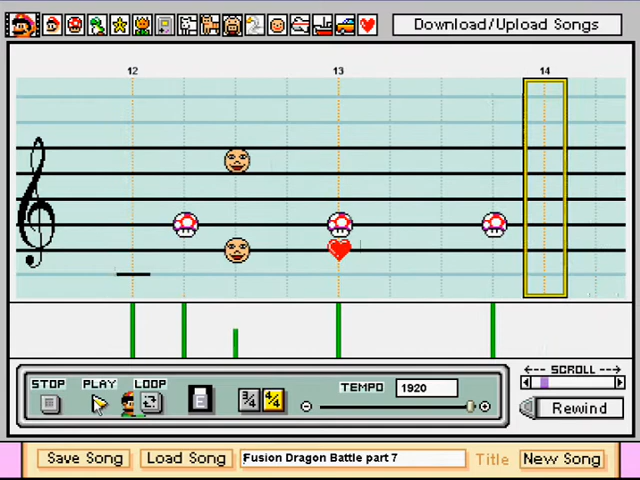 Download/Upload Songs
12 13 14
STOP PLAY LOOP
3/4 4/4
TEMPO 1920
<-- SCROLL -->
Rewind
Save Song Load Song Fusion Dragon Battle part 7 Title New Song